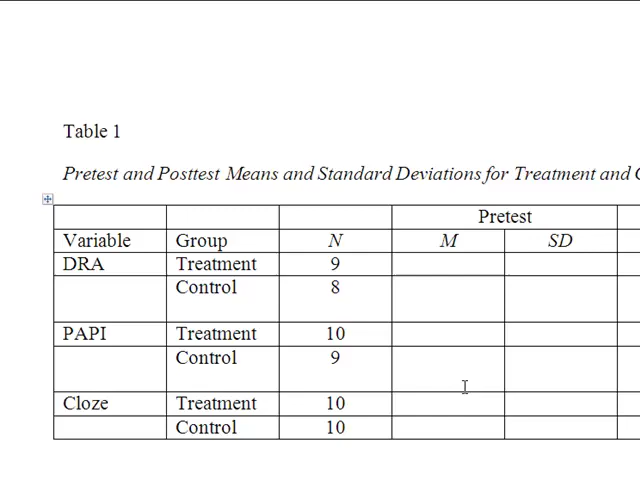 Table 1
Pretest and Posttest Means and Standard Deviations for Treatment and
Pretest
Variable Group N M SD
DRA Treatment 9
Control 8
PAPI Treatment 10
Control 9
Cloze Treatment 10
Control 10